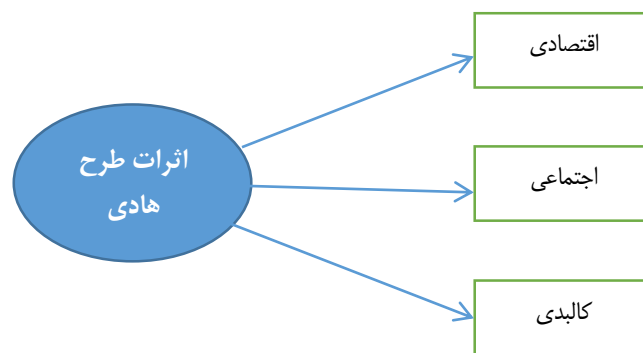 اثرات طرح
هادی
اقتصادی
اجتماعی
کالبدی